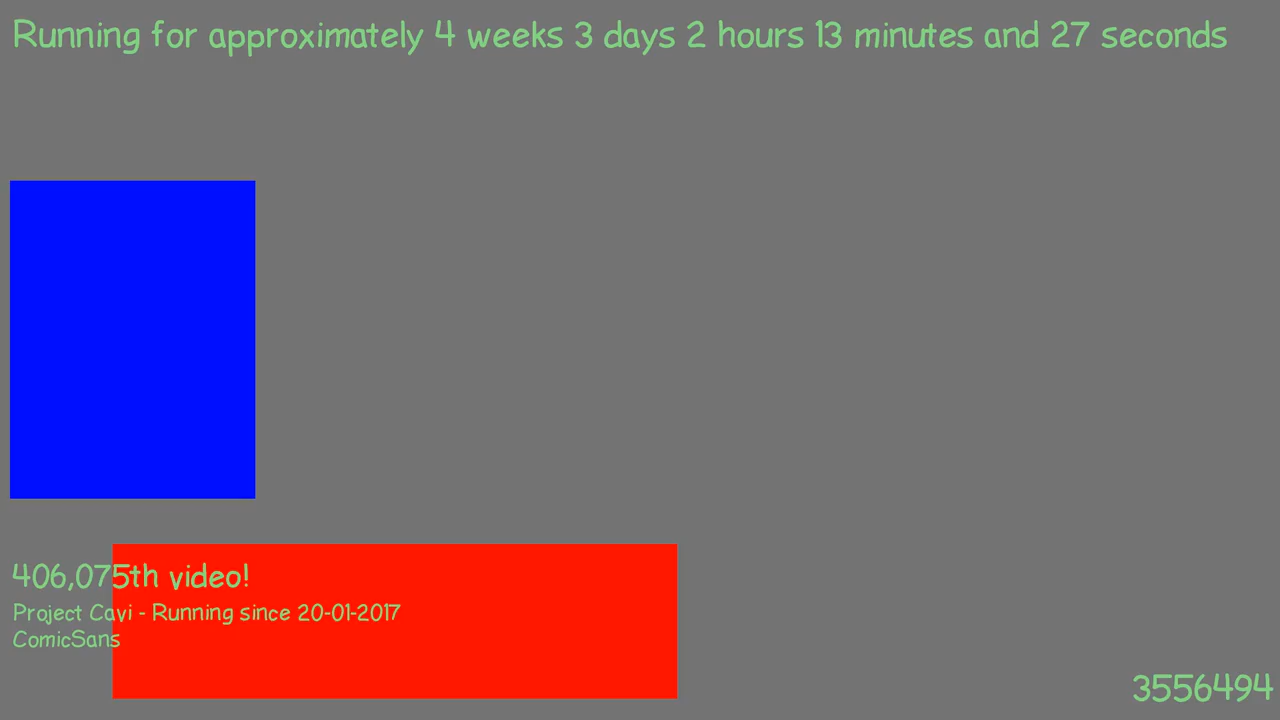 Running for approximately 4 weeks 3 days 2 hours 13 minutes and 27 seconds
406,075th video!
Project Cavi - Running since 20-01-2017
ComicSans
3556494